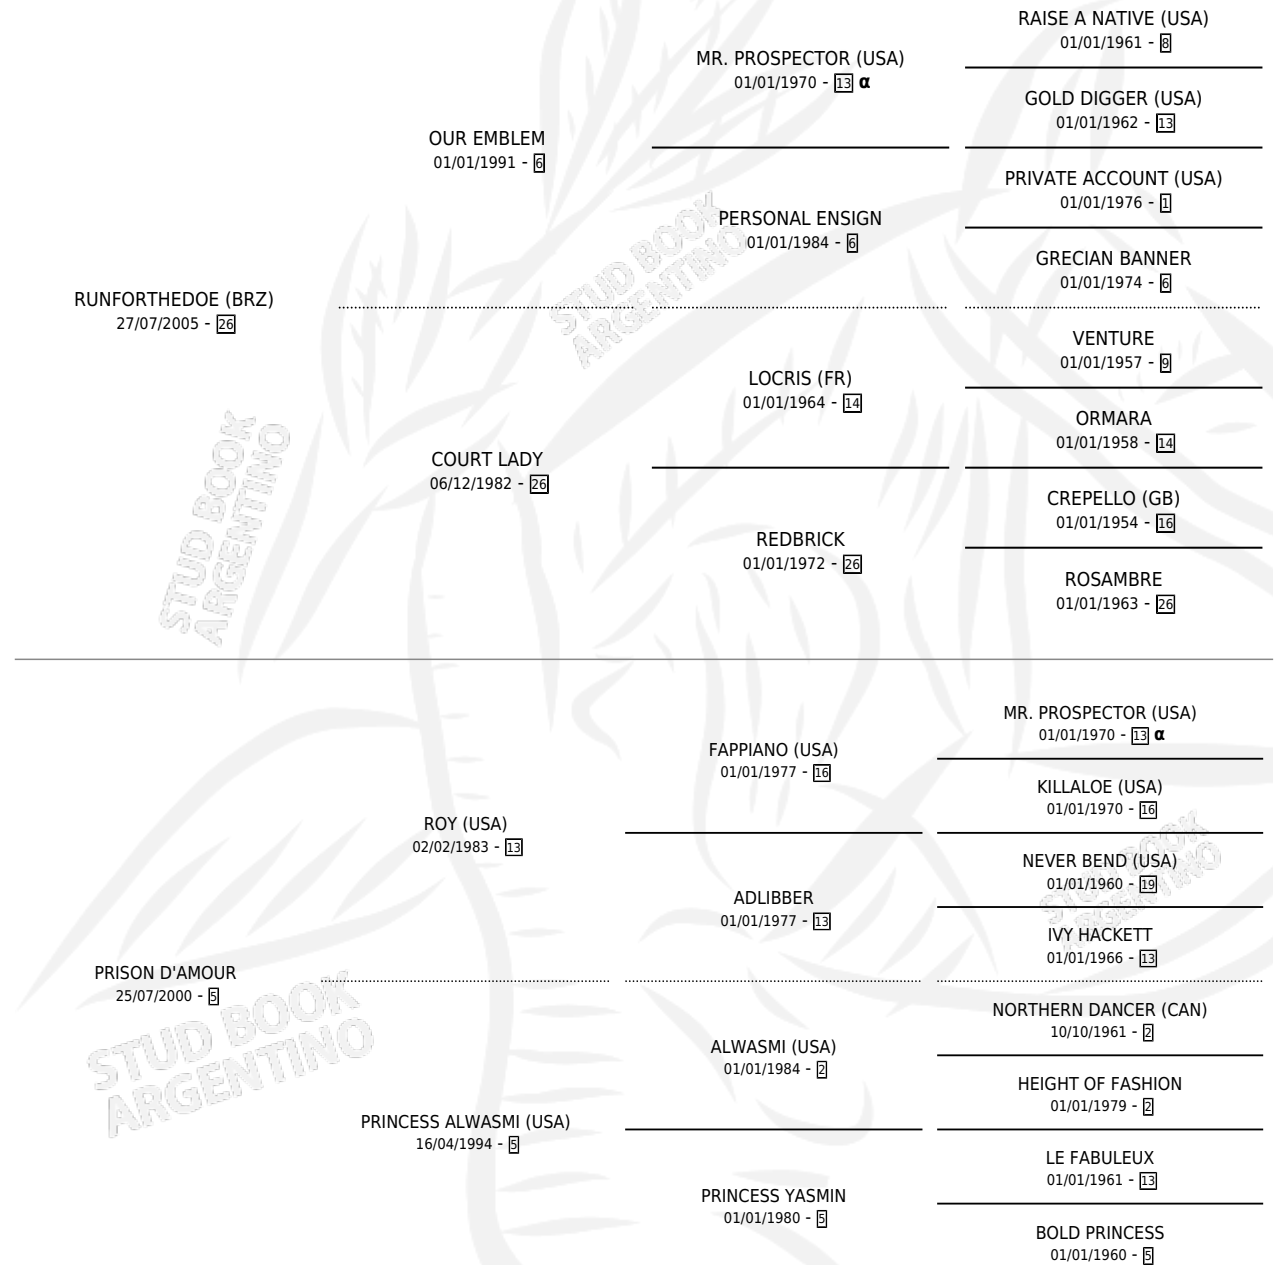 RAISE A NATIVE (USA)
01/01/1961 - 8
MR. PROSPECTOR (USA)
01/01/1970 - 13 α
GOLD DIGGER (USA)
01/01/1962 - 13
OUR EMBLEM
01/01/1991 - 6
PRIVATE ACCOUNT (USA)
01/01/1976 - 1
PERSONAL ENSIGN
01/01/1984 - 6
GRECIAN BANNER
01/01/1974 - 6
STUD BOOK
ARGENTINO
RUNFORTHEDOE (BRZ)
27/07/2005 - 26
VENTURE
01/01/1957 - 9
LOCRIS (FR)
01/01/1964 - 14
ORMARA
01/01/1958 - 14
COURT LADY
06/12/1982 - 26
CREPELLO (GB)
01/01/1954 - 16
REDBRICK
01/01/1972 - 26
ROSAMBRE
01/01/1963 - 26
STUD BOOK
ARGENTINO
MR. PROSPECTOR (USA)
01/01/1970 - 13 α
FAPPIANO (USA)
01/01/1977 - 16
KILLALOE (USA)
01/01/1970 - 16
ROY (USA)
02/02/1983 - 13
NEVER BEND (USA)
01/01/1960 - 19
ADLIBBER
01/01/1977 - 13
IVY HACKETT
01/01/1966 - 13
STUD BOOK
ARGENTINO
PRISON D'AMOUR
25/07/2000 - 5
NORTHERN DANCER (CAN)
10/10/1961 - 2
ALWASMI (USA)
01/01/1984 - 2
HEIGHT OF FASHION
01/01/1979 - 2
STUD BOOK
ARGENTINO
PRINCESS ALWASMI (USA)
16/04/1994 - 5
LE FABULEUX
01/01/1961 - 13
PRINCESS YASMIN
01/01/1980 - 5
BOLD PRINCESS
01/01/1960 - 5